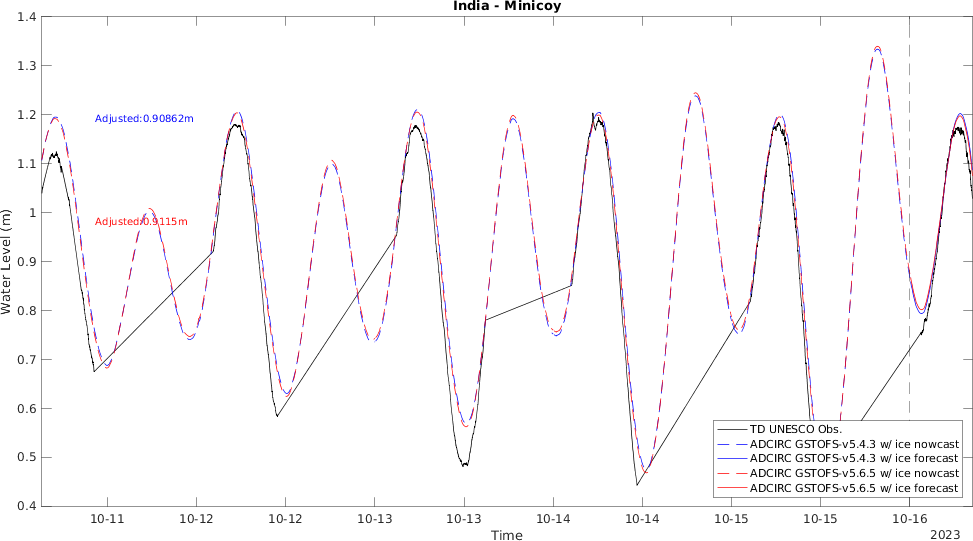 India - Minicoy
1.4
1.3
1.2
1.1
1
0.9
0.8
0.7
0.6
0.5
0.4
Water Level (m)
Adjusted:0.90862m
Adjusted:0.9115m
TD UNESCO Obs.
ADCIRC GSTOFS-v5.4.3 w/ ice nowcast
ADCIRC GSTOFS-v5.4.3 w/ ice forecast
ADCIRC GSTOFS-v5.6.5 w/ ice nowcast
ADCIRC GSTOFS-v5.6.5 w/ ice forecast
10-11 10-12 10-12 10-13 10-13 10-14 10-14 10-15 10-15 10-16
Time
2023